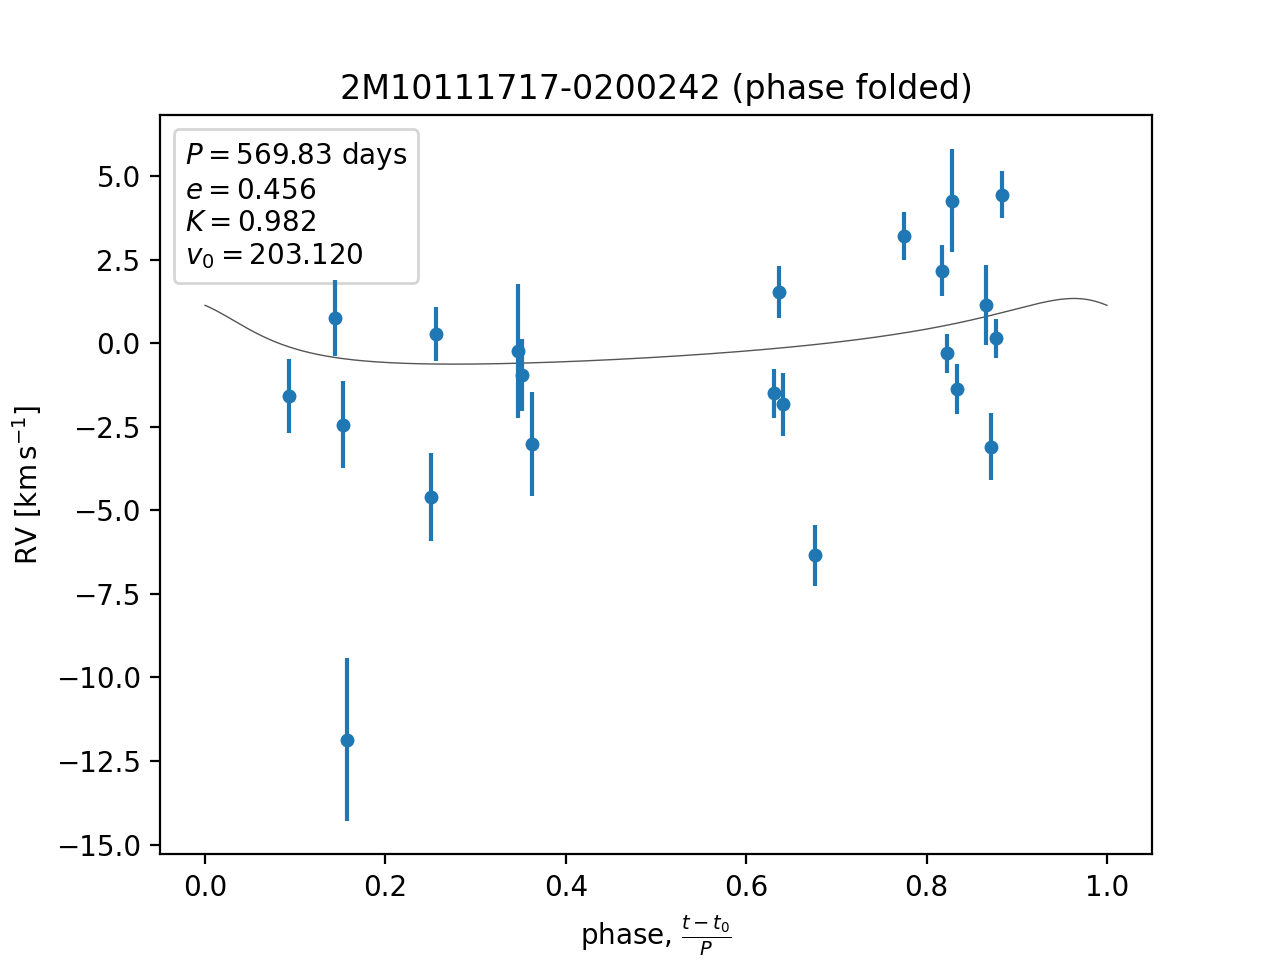 2M10111717-0200242 (phase folded)
P = 569.83 days
e = 0.456
K = 0.982
v₀ = 203.120
5.0
2.5
0.0
−2.5
−5.0
−7.5
−10.0
−12.5
−15.0
RV [km s⁻¹]
0.0 0.2 0.4 0.6 0.8 1.0
phase, (t − t₀)/P